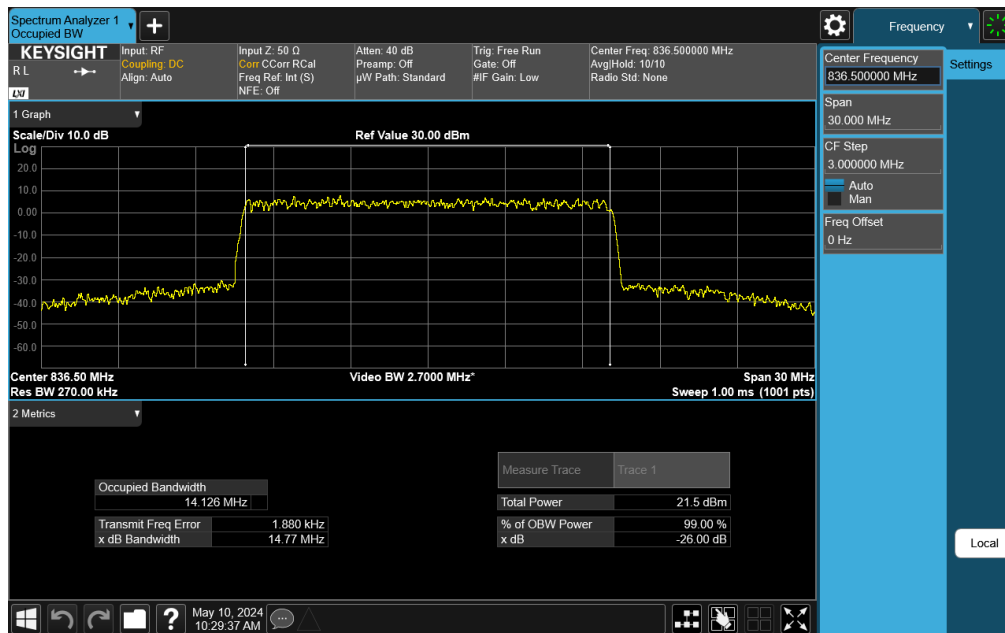 Spectrum Analyzer 1
Occupied BW
Frequency
KEYSIGHT
R L
LXI
Input: RF
Coupling: DC
Align: Auto
Input Z: 50 Ω
Corr CCorr RCal
Freq Ref: Int (S)
NFE: Off
Atten: 40 dB
Preamp: Off
µW Path: Standard
Trig: Free Run
Gate: Off
#IF Gain: Low
Center Freq: 836.500000 MHz
Avg|Hold: 10/10
Radio Std: None
Center Frequency
836.500000 MHz
Settings
Span
30.000 MHz
CF Step
3.000000 MHz
Auto
Man
Freq Offset
0 Hz
1 Graph
Scale/Div 10.0 dB
Ref Value 30.00 dBm
Log
20.0
10.0
0.00
-10.0
-20.0
-30.0
-40.0
-50.0
-60.0
Center 836.50 MHz
Video BW 2.7000 MHz*
Span 30 MHz
Res BW 270.00 kHz
Sweep 1.00 ms (1001 pts)
2 Metrics
Measure Trace
Trace 1
Occupied Bandwidth
14.126 MHz
Total Power
21.5 dBm
Transmit Freq Error
1.880 kHz
% of OBW Power
99.00 %
x dB Bandwidth
14.77 MHz
x dB
-26.00 dB
Local
?
May 10, 2024
10:29:37 AM